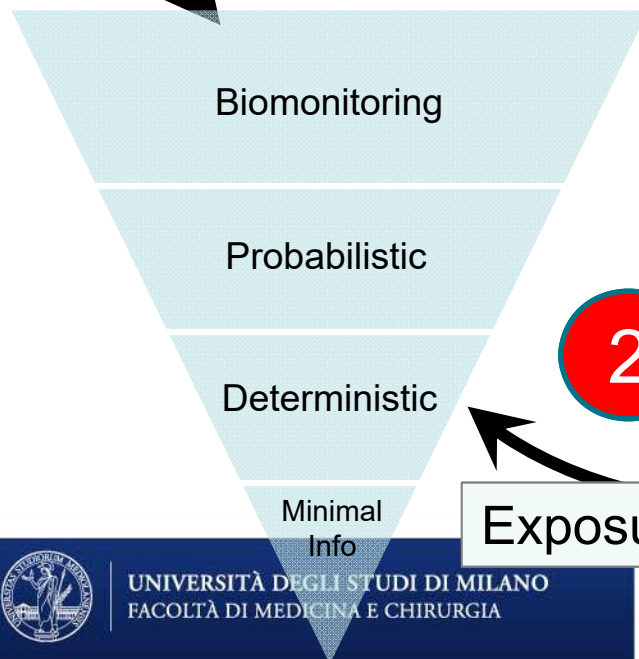 Biomonitoring
Probabilistic
2
Deterministic
Minimal
Info
Exposu
UNIVERSITÀ DEGLI STUDI DI MILANO
FACOLTÀ DI MEDICINA E CHIRURGIA